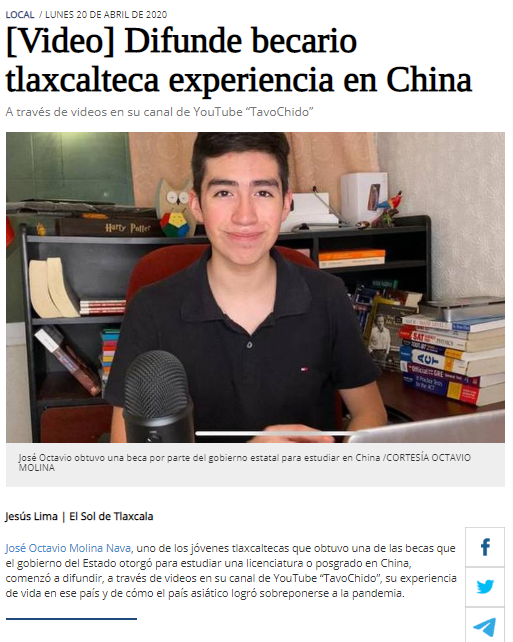 LOCAL / LUNES 20 DE ABRIL DE 2020
[Video] Difunde becario
tlaxcalteca experiencia en China
A través de videos en su canal de YouTube “TavoChido”
Harry Potter
SAT
ACT
Official
GRE
José Octavio obtuvo una beca por parte del gobierno estatal para estudiar en China /CORTESÍA OCTAVIO
MOLINA
Jesús Lima | El Sol de Tlaxcala
José Octavio Molina Nava, uno de los jóvenes tlaxcaltecas que obtuvo una de las becas que
el gobierno del Estado otorgó para estudiar una licenciatura o posgrado en China,
comenzó a difundir, a través de videos en su canal de YouTube “TavoChido”, su experiencia
de vida en ese país y de cómo el país asiático logró sobreponerse a la pandemia.